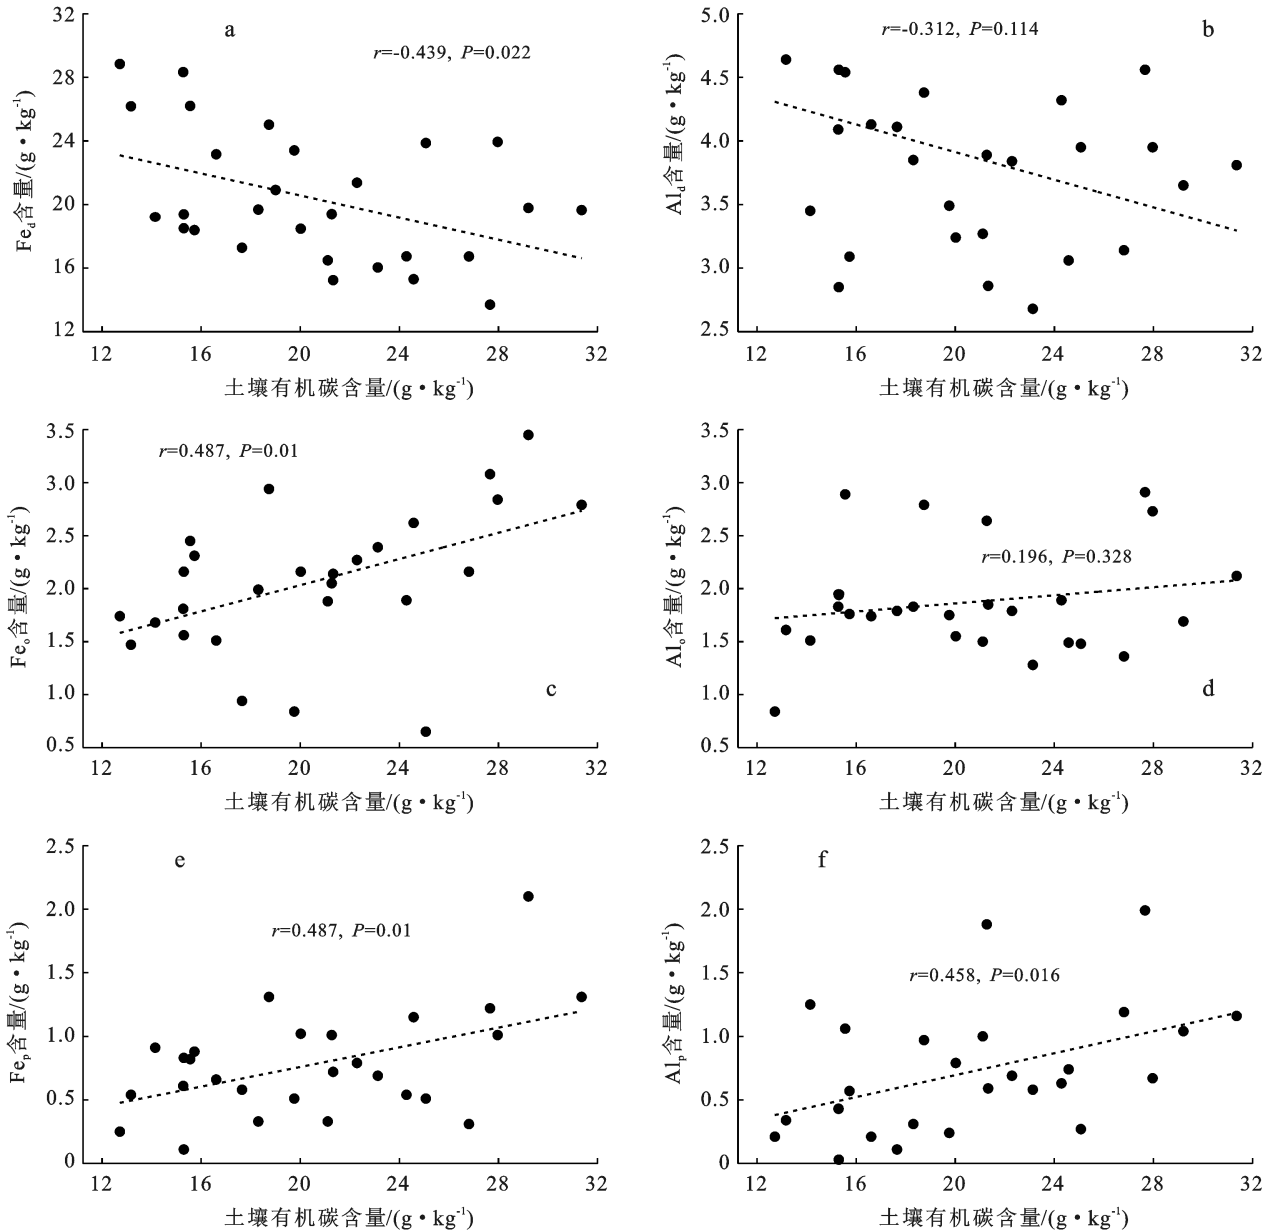 a
r=-0.439, P=0.022
32
28
24
20
16
12
Fed含量/(g·kg-1)
12 16 20 24 28 32
土壤有机碳含量/(g·kg-1)
b
r=-0.312, P=0.114
5.0
4.5
4.0
3.5
3.0
2.5
Ald含量/(g·kg-1)
12 16 20 24 28 32
土壤有机碳含量/(g·kg-1)
r=0.487, P=0.01
c
3.5
3.0
2.5
2.0
1.5
1.0
0.5
Feo含量/(g·kg-1)
12 16 20 24 28 32
土壤有机碳含量/(g·kg-1)
r=0.196, P=0.328
d
3.5
3.0
2.5
2.0
1.5
1.0
0.5
Alo含量/(g·kg-1)
12 16 20 24 28 32
土壤有机碳含量/(g·kg-1)
e
r=0.487, P=0.01
2.5
2.0
1.5
1.0
0.5
0
Fep含量/(g·kg-1)
12 16 20 24 28 32
土壤有机碳含量/(g·kg-1)
f
r=0.458, P=0.016
2.5
2.0
1.5
1.0
0.5
0
Alp含量/(g·kg-1)
12 16 20 24 28 32
土壤有机碳含量/(g·kg-1)